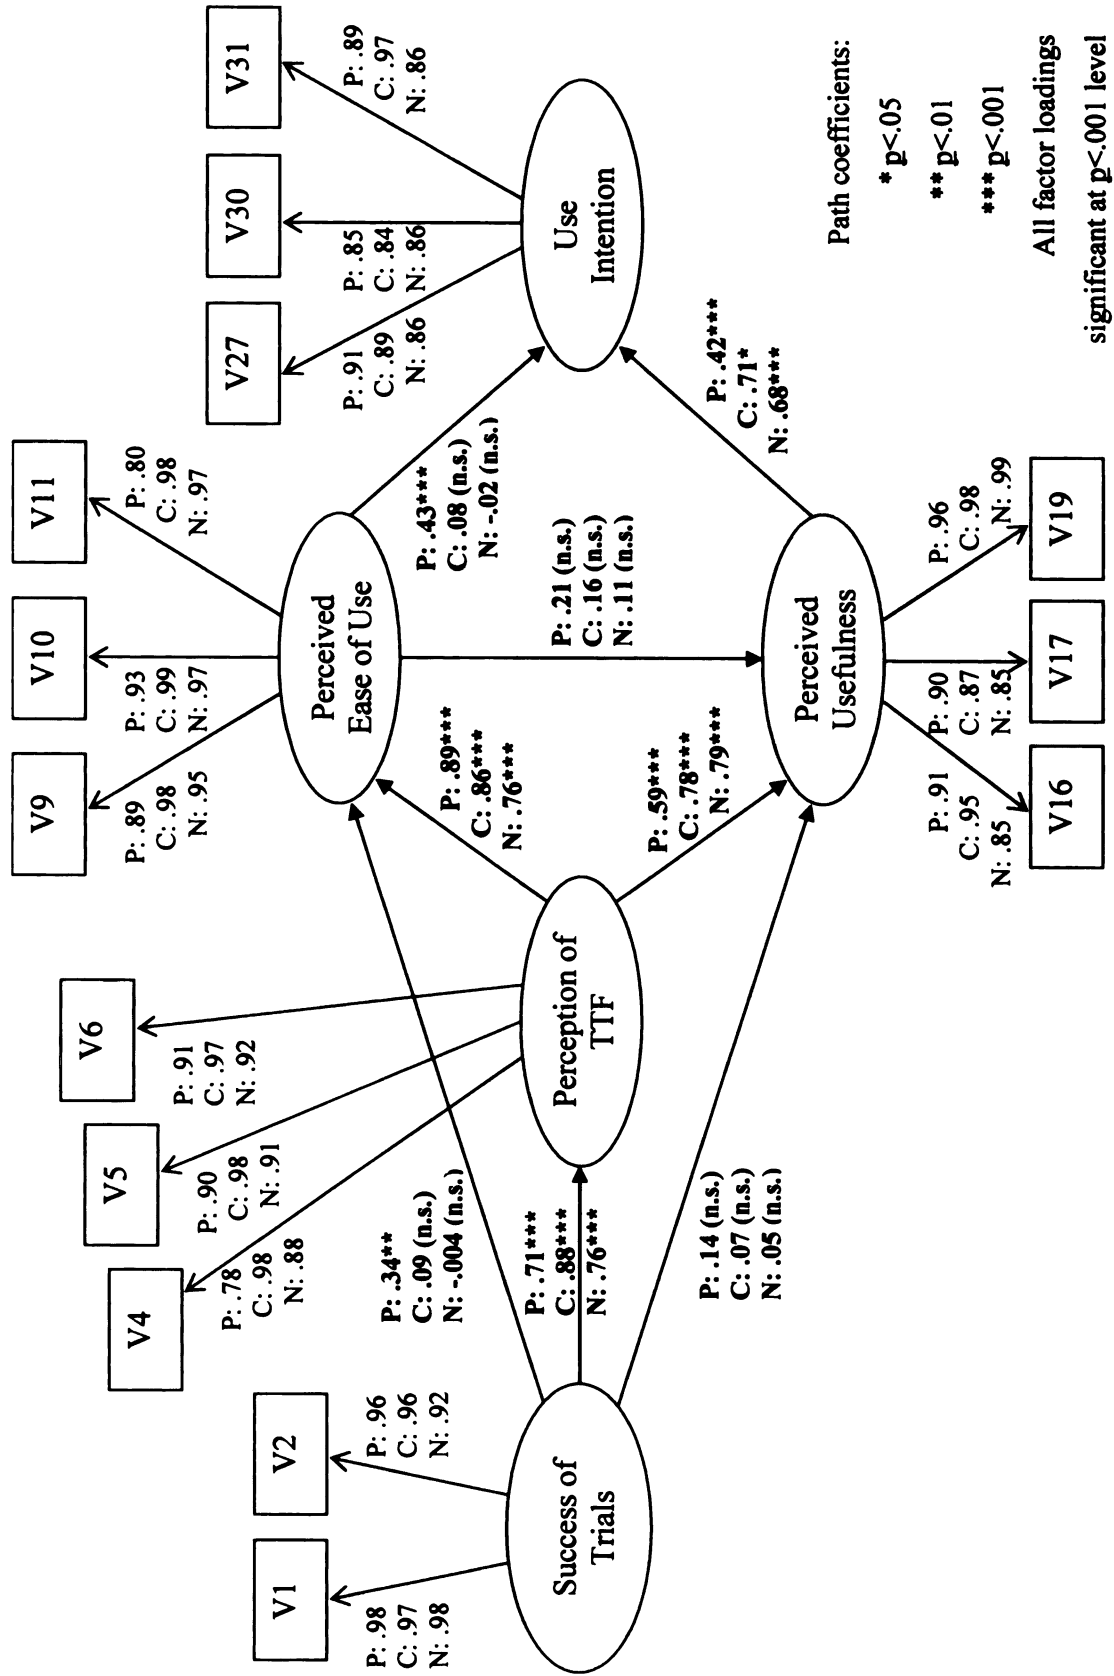 V1
V2
V4
V5
V6
V9
V10
V11
V27
V30
V31
P: .98
C: .97
N: .98
P: .96
C: .96
N: .92
P: .78
C: .98
N: .88
P: .90
C: .98
N: .91
P: .91
C: .97
N: .92
P: .89
C: .98
N: .95
P: .93
C: .99
N: .97
P: .80
C: .98
N: .97
P: .91
C: .89
N: .86
P: .85
C: .84
N: .86
P: .89
C: .97
N: .86
Success of
Trials
Perception of
TTF
Perceived
Ease of Use
Perceived
Usefulness
Use
Intention
P: .34**
C: .09 (n.s.)
N: -.004 (n.s.)
P: .71***
C: .88***
N: .76***
P: .14 (n.s.)
C: .07 (n.s.)
N: .05 (n.s.)
P: .89***
C: .86***
N: .76***
P: .59***
C: .78***
N: .79***
P: .43***
C: .08 (n.s.)
N: -.02 (n.s.)
P: .21 (n.s.)
C: .16 (n.s.)
N: .11 (n.s.)
P: .42***
C: .71*
N: .68***
P: .91
C: .95
N: .85
P: .90
C: .87
N: .85
P: .96
C: .98
N: .99
V16
V17
V19
Path coefficients:
* p<.05
** p<.01
*** p<.001
All factor loadings
significant at p<.001 level